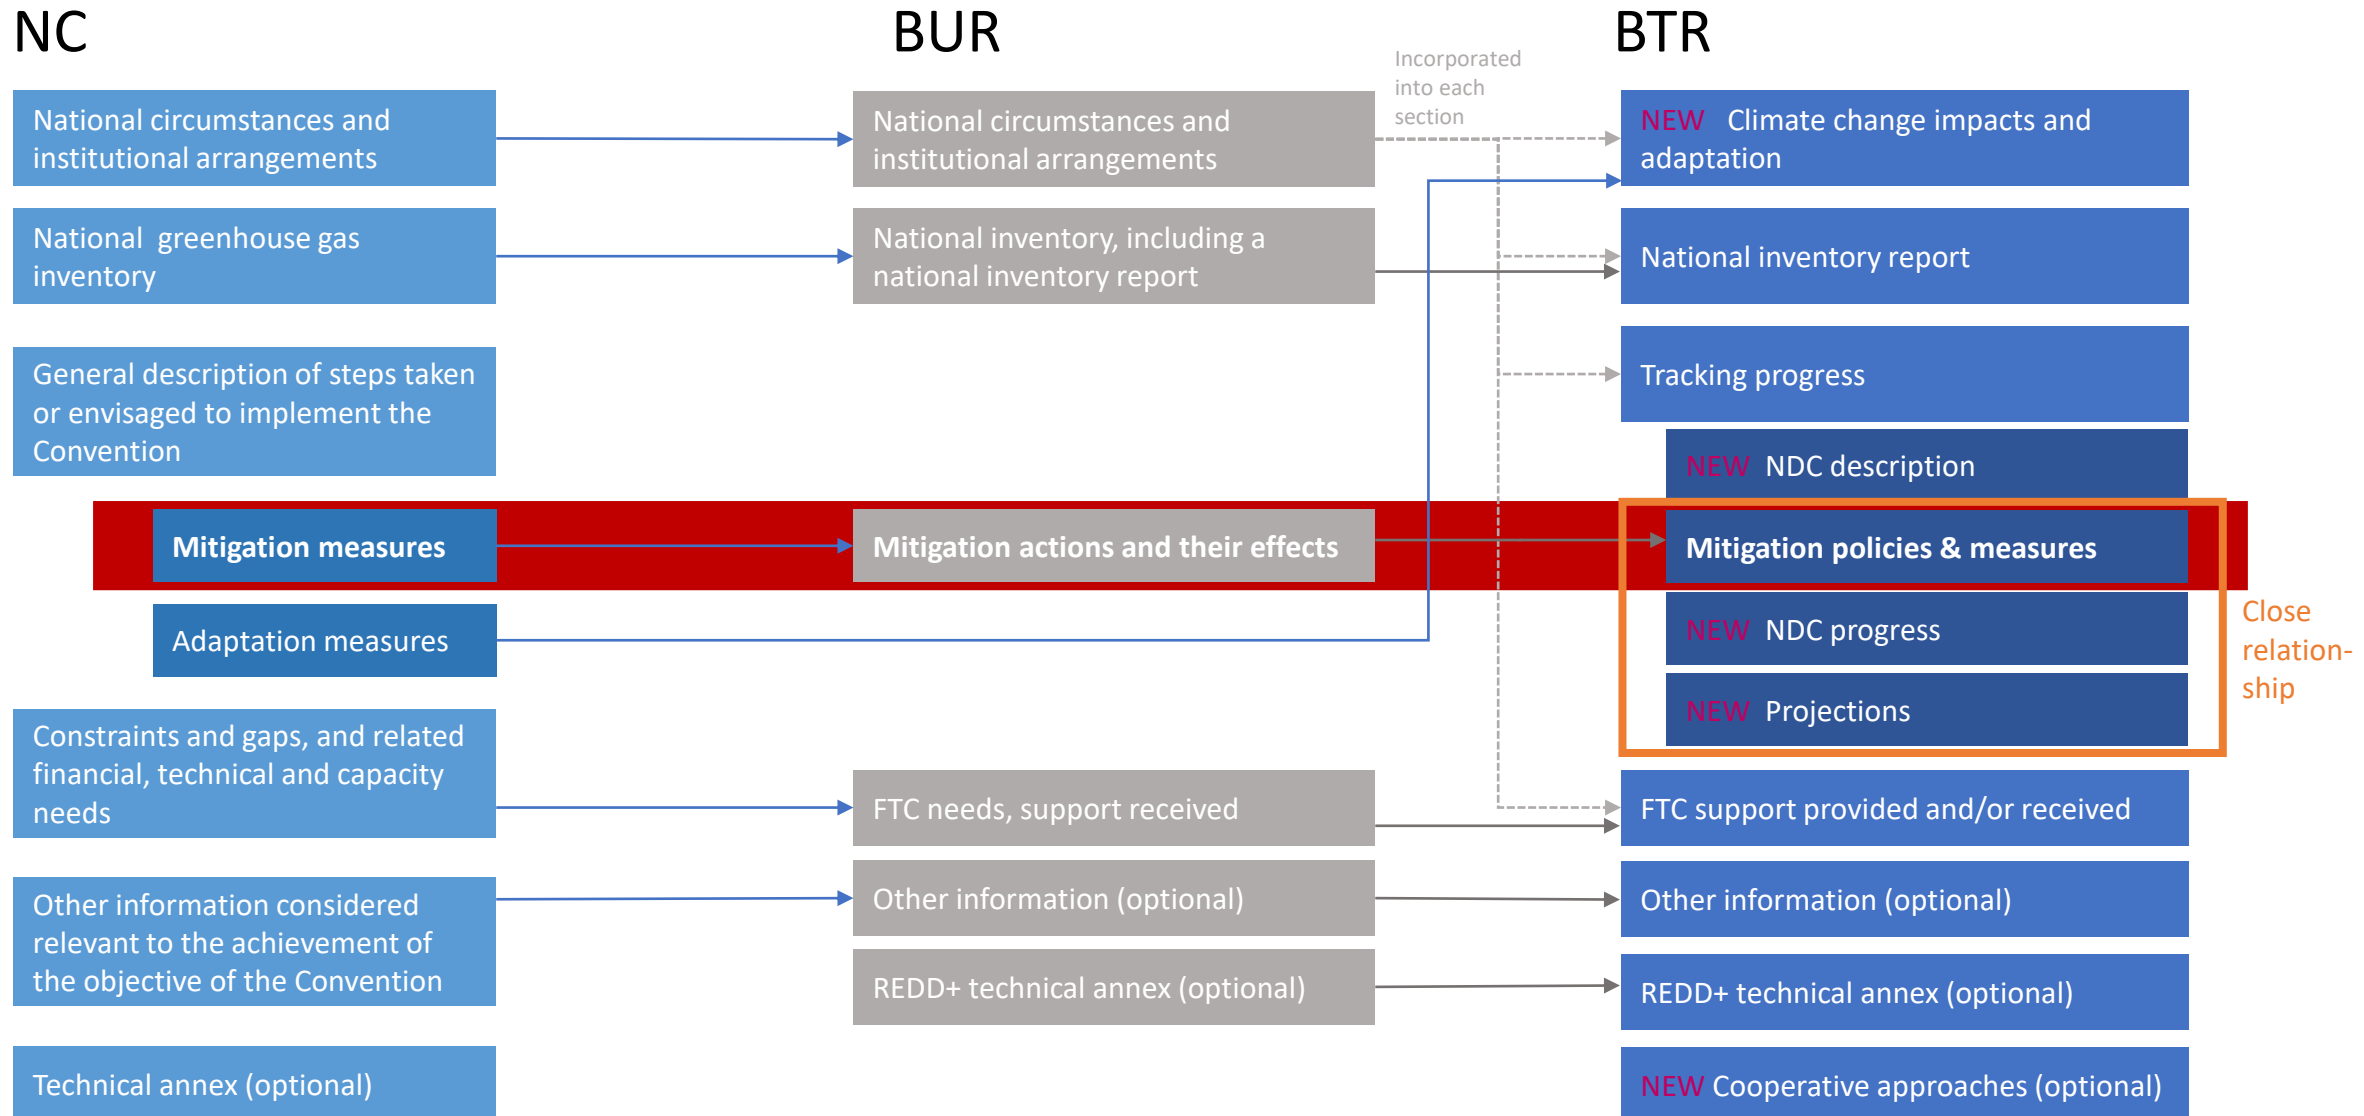 NC
National circumstances and
institutional arrangements
National greenhouse gas
inventory
General description of steps taken
or envisaged to implement the
Convention
Mitigation measures
Adaptation measures
Constraints and gaps, and related
financial, technical and capacity
needs
Other information considered
relevant to the achievement of
the objective of the Convention
Technical annex (optional)
BUR
National circumstances and
institutional arrangements
National inventory, including a
national inventory report
Mitigation actions and their effects
FTC needs, support received
Other information (optional)
REDD+ technical annex (optional)
Incorporated
into each
section
BTR
NEW Climate change impacts and
adaptation
National inventory report
Tracking progress
NEW NDC description
Mitigation policies & measures
NEW NDC progress
NEW Projections
Close
relation-
ship
FTC support provided and/or received
Other information (optional)
REDD+ technical annex (optional)
NEW Cooperative approaches (optional)